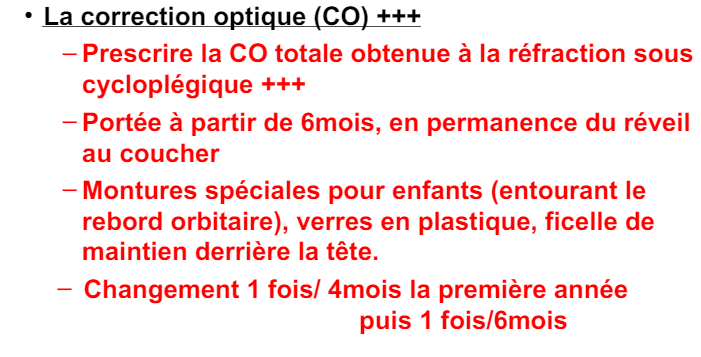 • La correction optique (CO) +++
– Prescrire la CO totale obtenue à la réfraction sous
cycloplégique +++
– Portée à partir de 6mois, en permanence du réveil
au coucher
– Montures spéciales pour enfants (entourant le
rebord orbitaire), verres en plastique, ficelle de
maintien derrière la tête.
– Changement 1 fois/ 4mois la première année
puis 1 fois/6mois